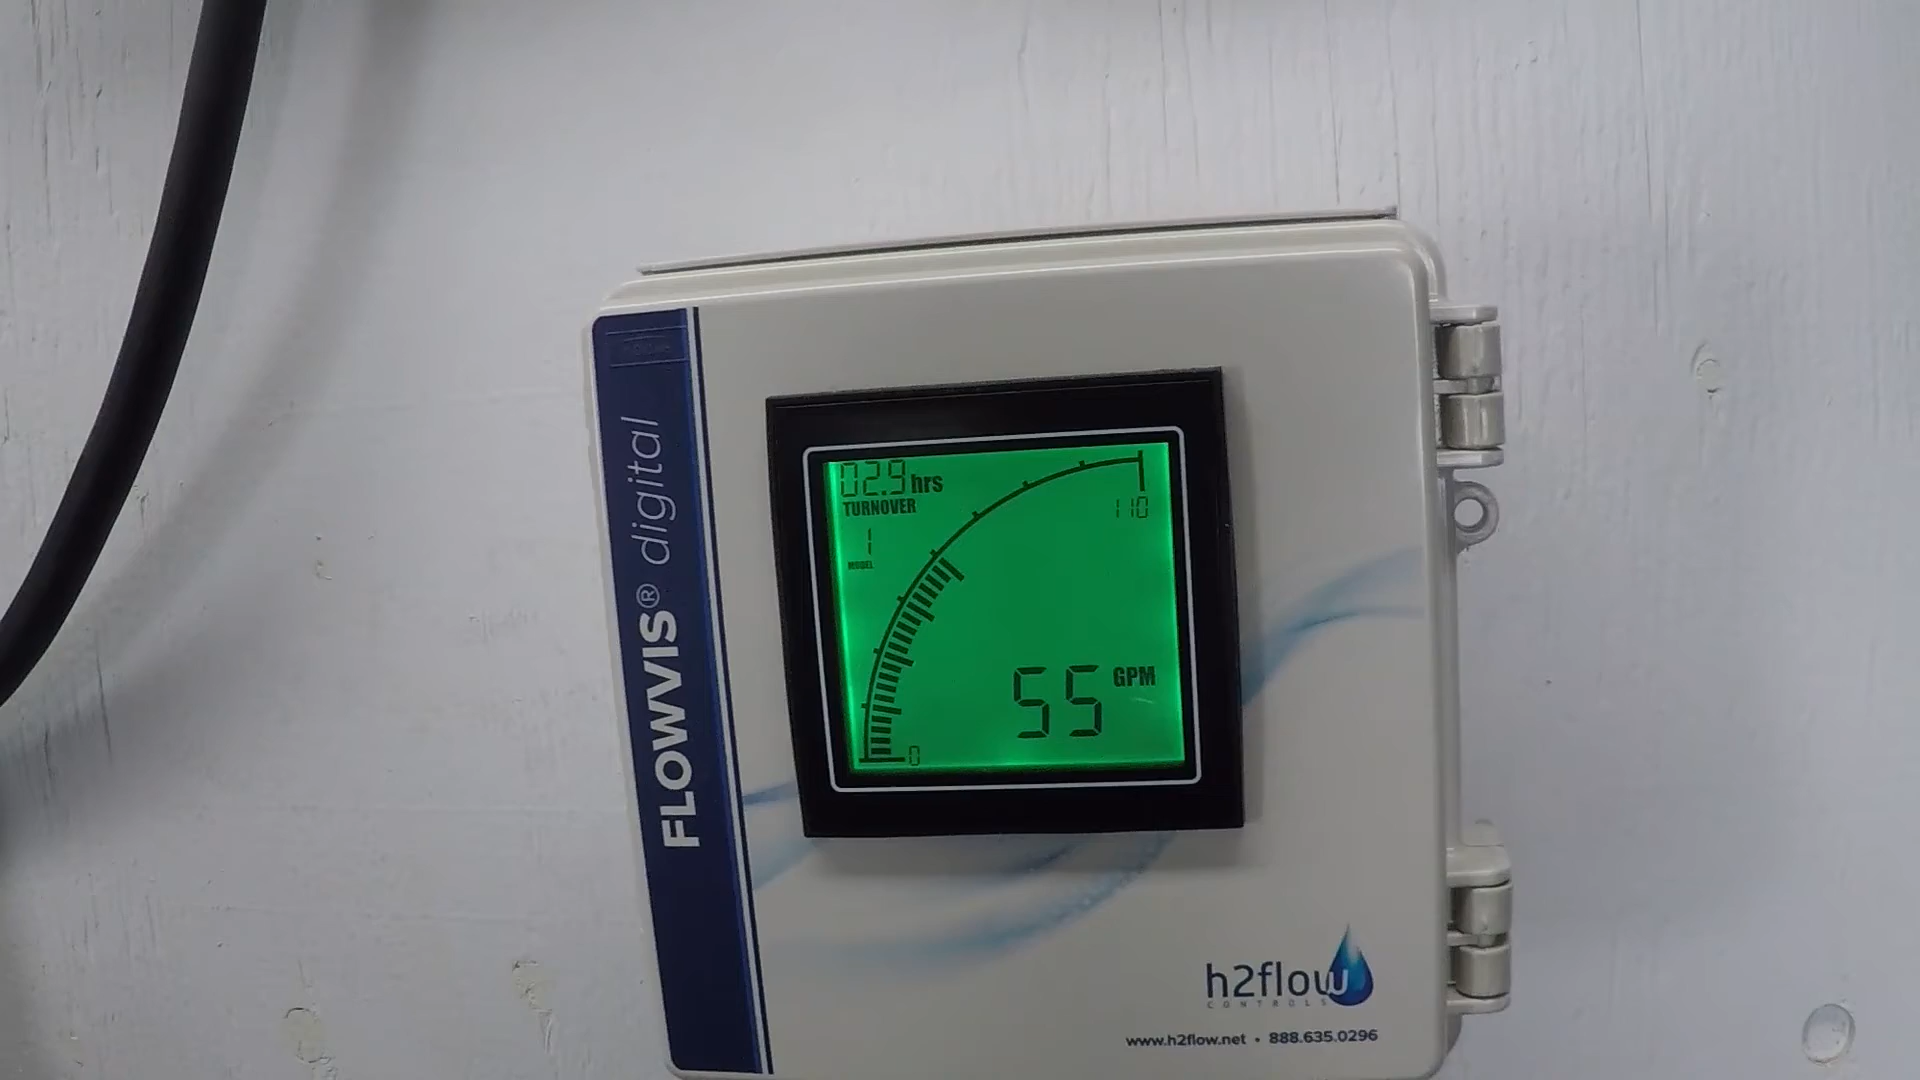 FLOWVIS® digital
02.9 hrs
TURNOVER
110
1
MODEL
55 GPM
0
h2flow
CONTROLS
www.h2flow.net • 888.635.0296